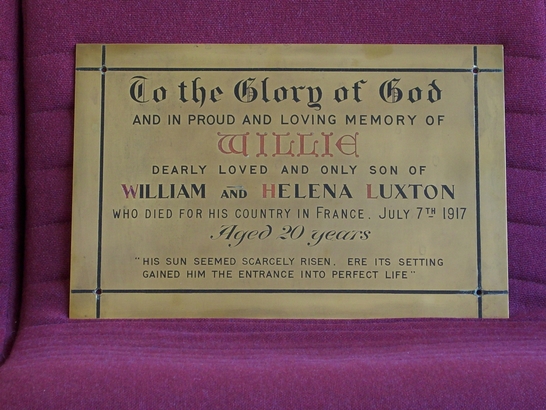 To the Glory of God
AND IN PROUD AND LOVING MEMORY OF
WILLIE
DEARLY LOVED AND ONLY SON OF
WILLIAM AND HELENA LUXTON
WHO DIED FOR HIS COUNTRY IN FRANCE, JULY 7TH 1917
Aged 20 years
"HIS SUN SEEMED SCARCELY RISEN, ERE ITS SETTING
GAINED HIM THE ENTRANCE INTO PERFECT LIFE"